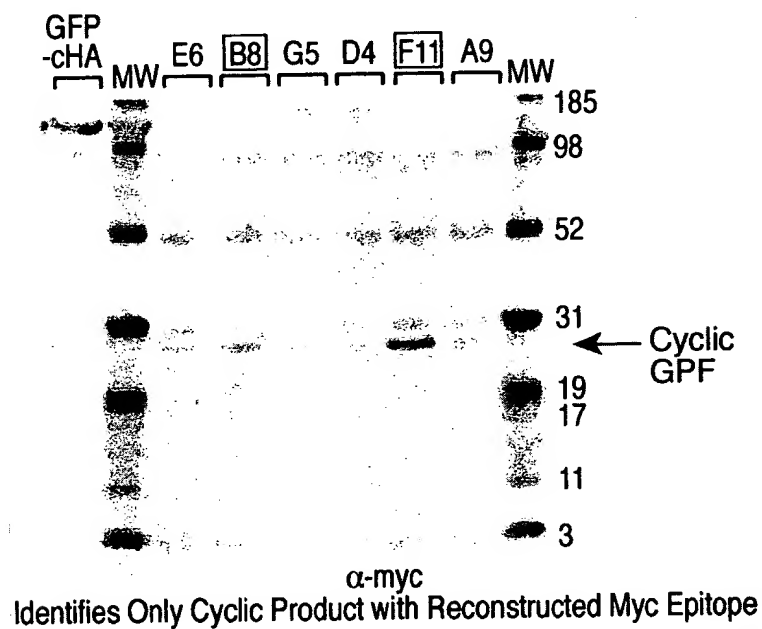 GFP
-cHA MW E6 B8 G5 D4 F11 A9 MW
185
98
52
31
Cyclic
GPF
19
17
11
3
α-myc
Identifies Only Cyclic Product with Reconstructed Myc Epitope